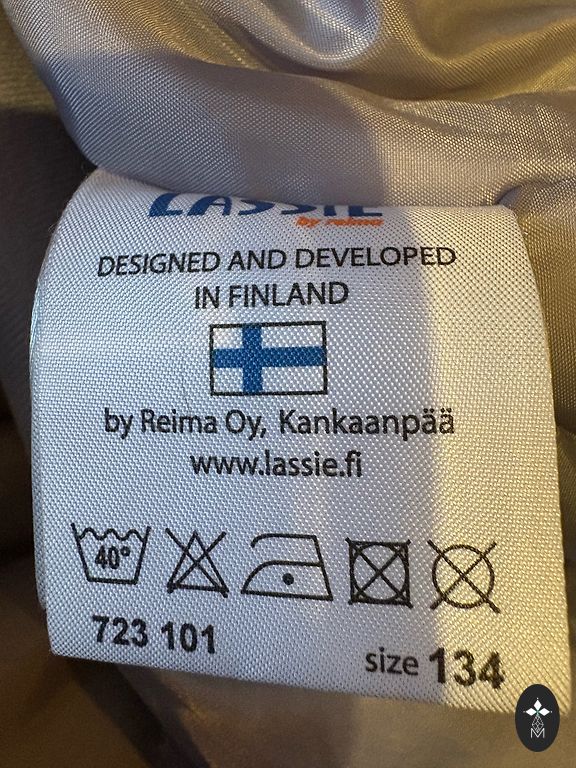 LASSIE
by reima
DESIGNED AND DEVELOPED
IN FINLAND
by Reima Oy, Kankaanpää
www.lassie.fi
40°
723 101
size 134
M